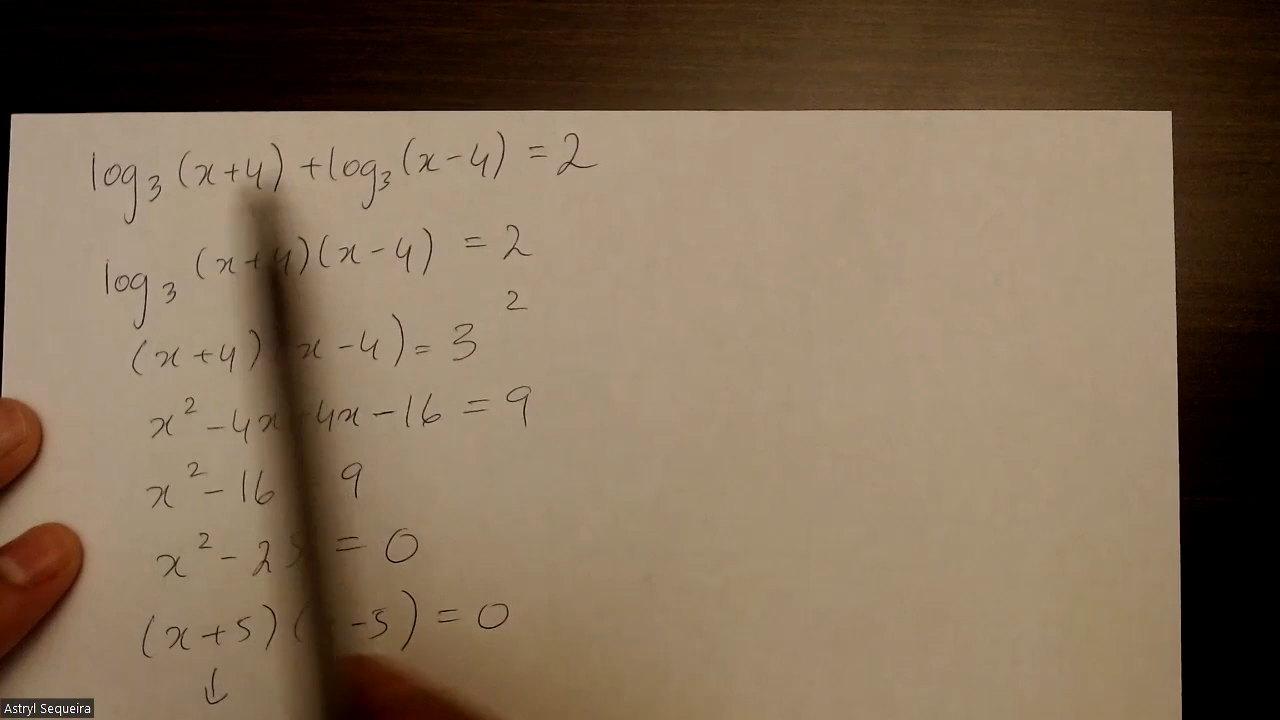 log₃ (x+4) + log₃ (x-4) = 2
log₃ (x+4)(x-4) = 2
(x+4) x-4) = 3²
x² - 4x 4x - 16 = 9
x² - 16 9
x² - 25 = 0
(x+5) ( -5) = 0
↓
Astryl Sequeira